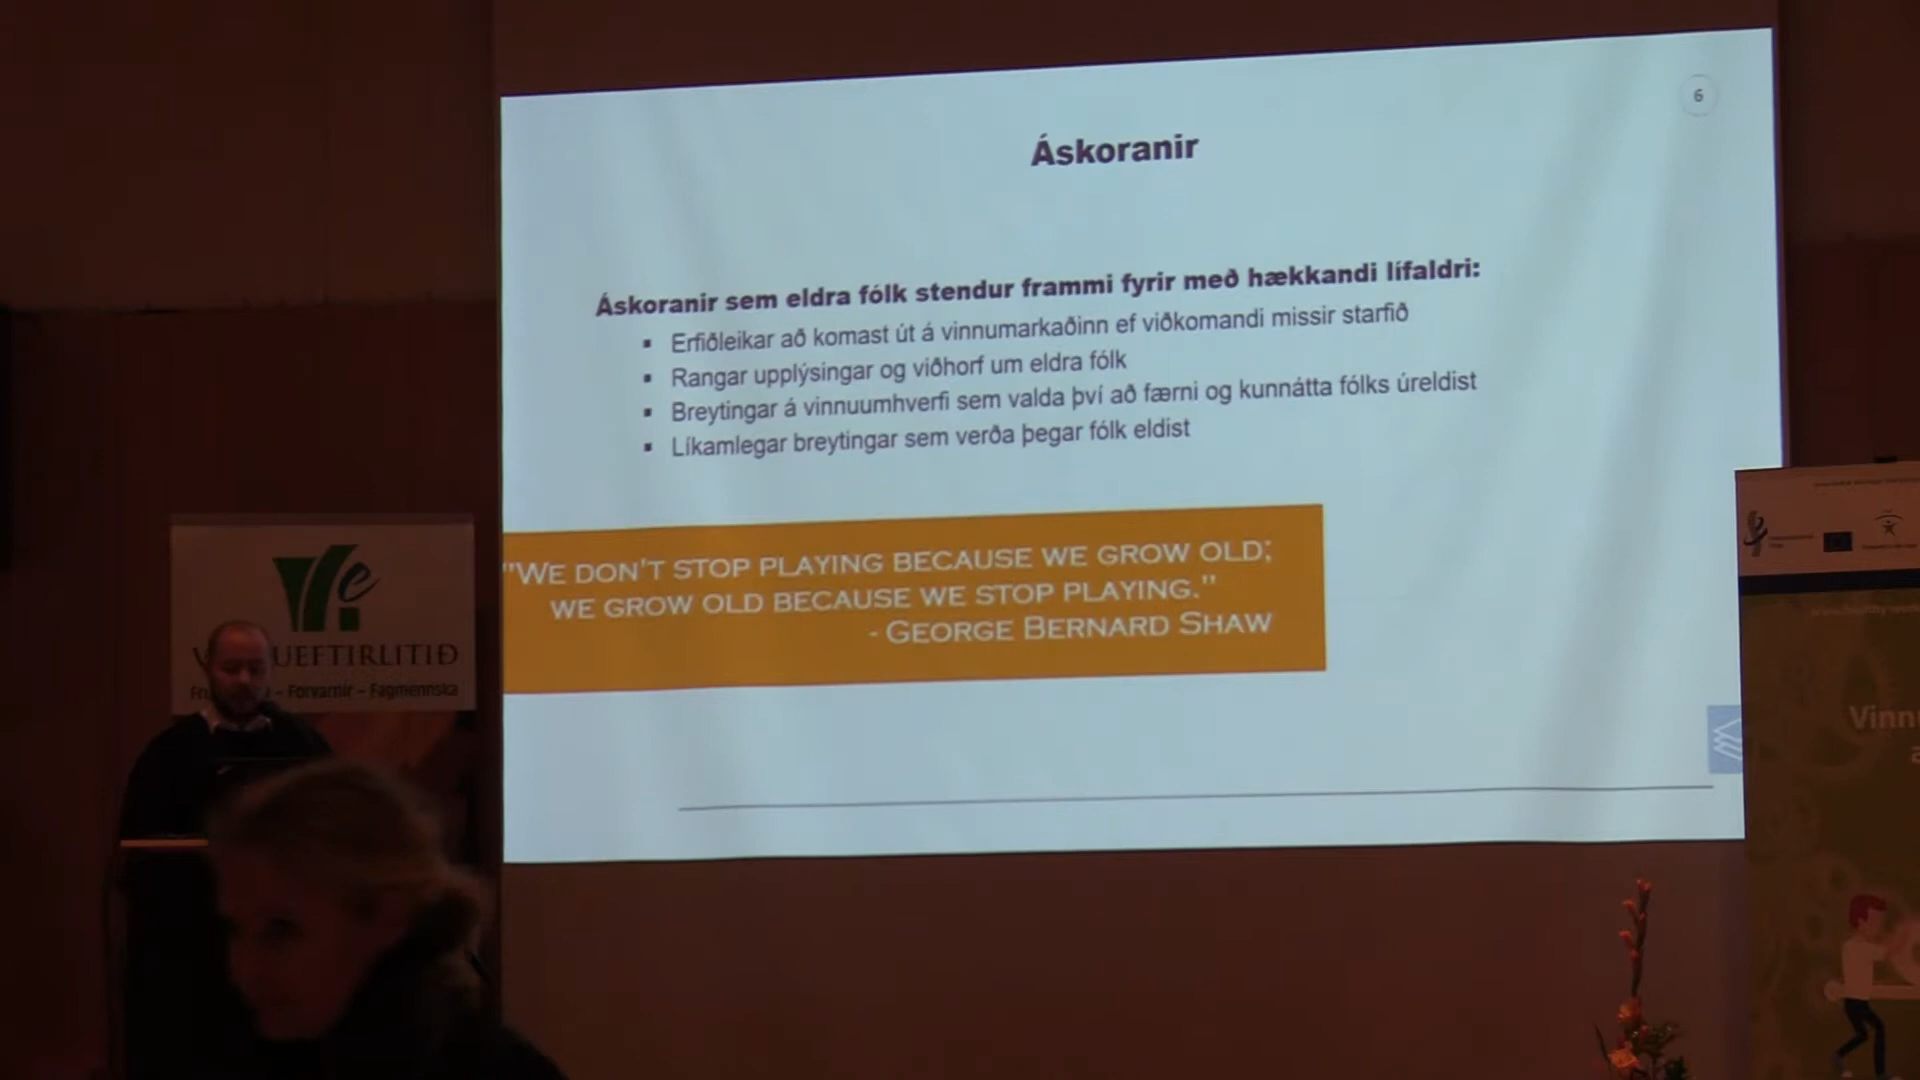 6
Áskoranir
Áskoranir sem eldra fólk stendur frammi fyrir með hækkandi lífaldri:
▪ Erfiðleikar að komast út á vinnumarkaðinn ef viðkomandi missir starfið
▪ Rangar upplýsingar og viðhorf um eldra fólk
▪ Breytingar á vinnuumhverfi sem valda því að færni og kunnátta fólks úreldist
▪ Líkamlegar breytingar sem verða þegar fólk eldist
"WE DON'T STOP PLAYING BECAUSE WE GROW OLD;
WE GROW OLD BECAUSE WE STOP PLAYING."
- GEORGE BERNARD SHAW
UEFTIRLITIÐ
– Forvarnir – Fagmennska
Vinn